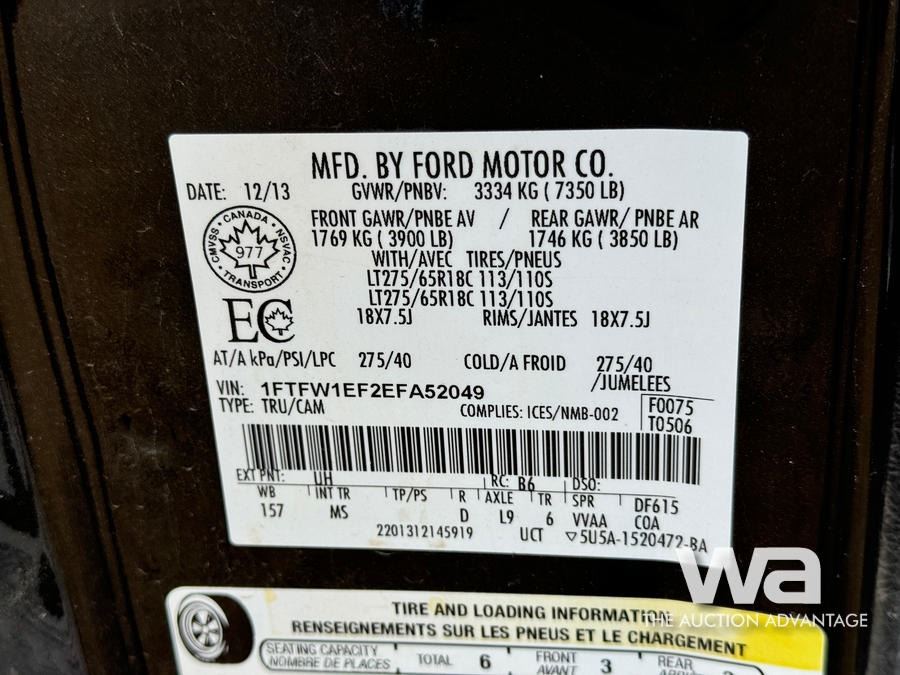 MFD. BY FORD MOTOR CO.
DATE: 12/13 GVWR/PNBV: 3334 KG ( 7350 LB)
FRONT GAWR/PNBE AV / REAR GAWR/ PNBE AR
1769 KG ( 3900 LB) 1746 KG ( 3850 LB)
WITH/AVEC TIRES/PNEUS
LT275/65R18C 113/110S
LT275/65R18C 113/110S
18X7.5J RIMS/JANTES 18X7.5J
CANADA
CMVSS NSVAC
977
TRANSPORT
EC
AT/A kPa/PSI/LPC 275/40 COLD/A FROID 275/40
/JUMELEES
VIN: 1FTFW1EF2EFA52049
TYPE: TRU/CAM COMPLIES: ICES/NMB-002
F0075
T0506
EXT PNT: UH RC: B6 DSO:
WB INT TR TP/PS R AXLE TR SPR DF615
157 MS D L9 6 VVAA COA
2201312145919 UCT ▽5U5A-1520472-BA
wa
THE AUCTION ADVANTAGE
TIRE AND LOADING INFORMATION
RENSEIGNEMENTS SUR LES PNEUS ET LE CHARGEMENT
SEATING CAPACITY
NOMBRE DE PLACES TOTAL 6 FRONT
AVANT 3 REAR